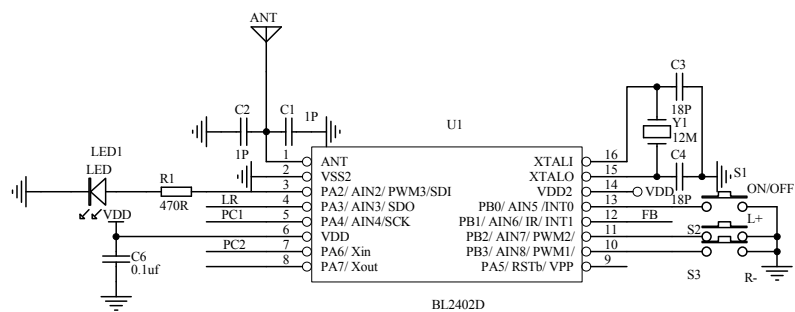 ANT
C3
C2
C1
1P
U1
18P
Y1
12M
1P
LED1
LED
R1
470R
1
2
3
4
5
6
7
8
ANT
VSS2
PA2/ AIN2/ PWM3/SDI
PA3/ AIN3/ SDO
PA4/ AIN4/SCK
VDD
PA6/ Xin
PA7/ Xout
XTALI
XTALO
VDD2
PB0/ AIN5 /INT0
PB1/ AIN6/ IR/ INT1
PB2/ AIN7/ PWM2/
PB3/ AIN8/ PWM1/
PA5/ RSTb/ VPP
16
15
14
13
12
11
10
9
C4
18P
VDD
S1
ON/OFF
LR
PC1
PC2
FB
L+
S2
S3
R-
VDD
C6
0.1uf
BL2402D